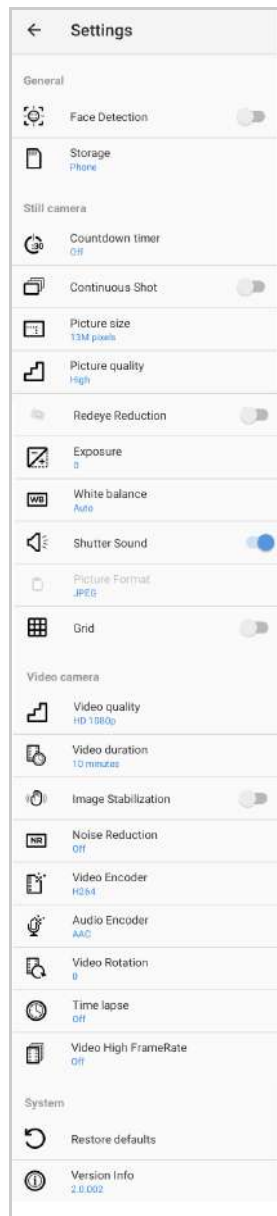 Settings
General
Face Detection
Storage
Phone
Still camera
:30
Countdown timer
Off
Continuous Shot
Picture size
13M pixels
Picture quality
High
Redeye Reduction
Exposure
0
WB
White balance
Auto
Shutter Sound
Picture Format
JPEG
Grid
Video camera
Video quality
HD 1080p
Video duration
10 minutes
Image Stabilization
NR
Noise Reduction
Off
Video Encoder
H264
Audio Encoder
AAC
Video Rotation
0
Time lapse
Off
Video High FrameRate
Off
System
Restore defaults
Version Info
2.0.002